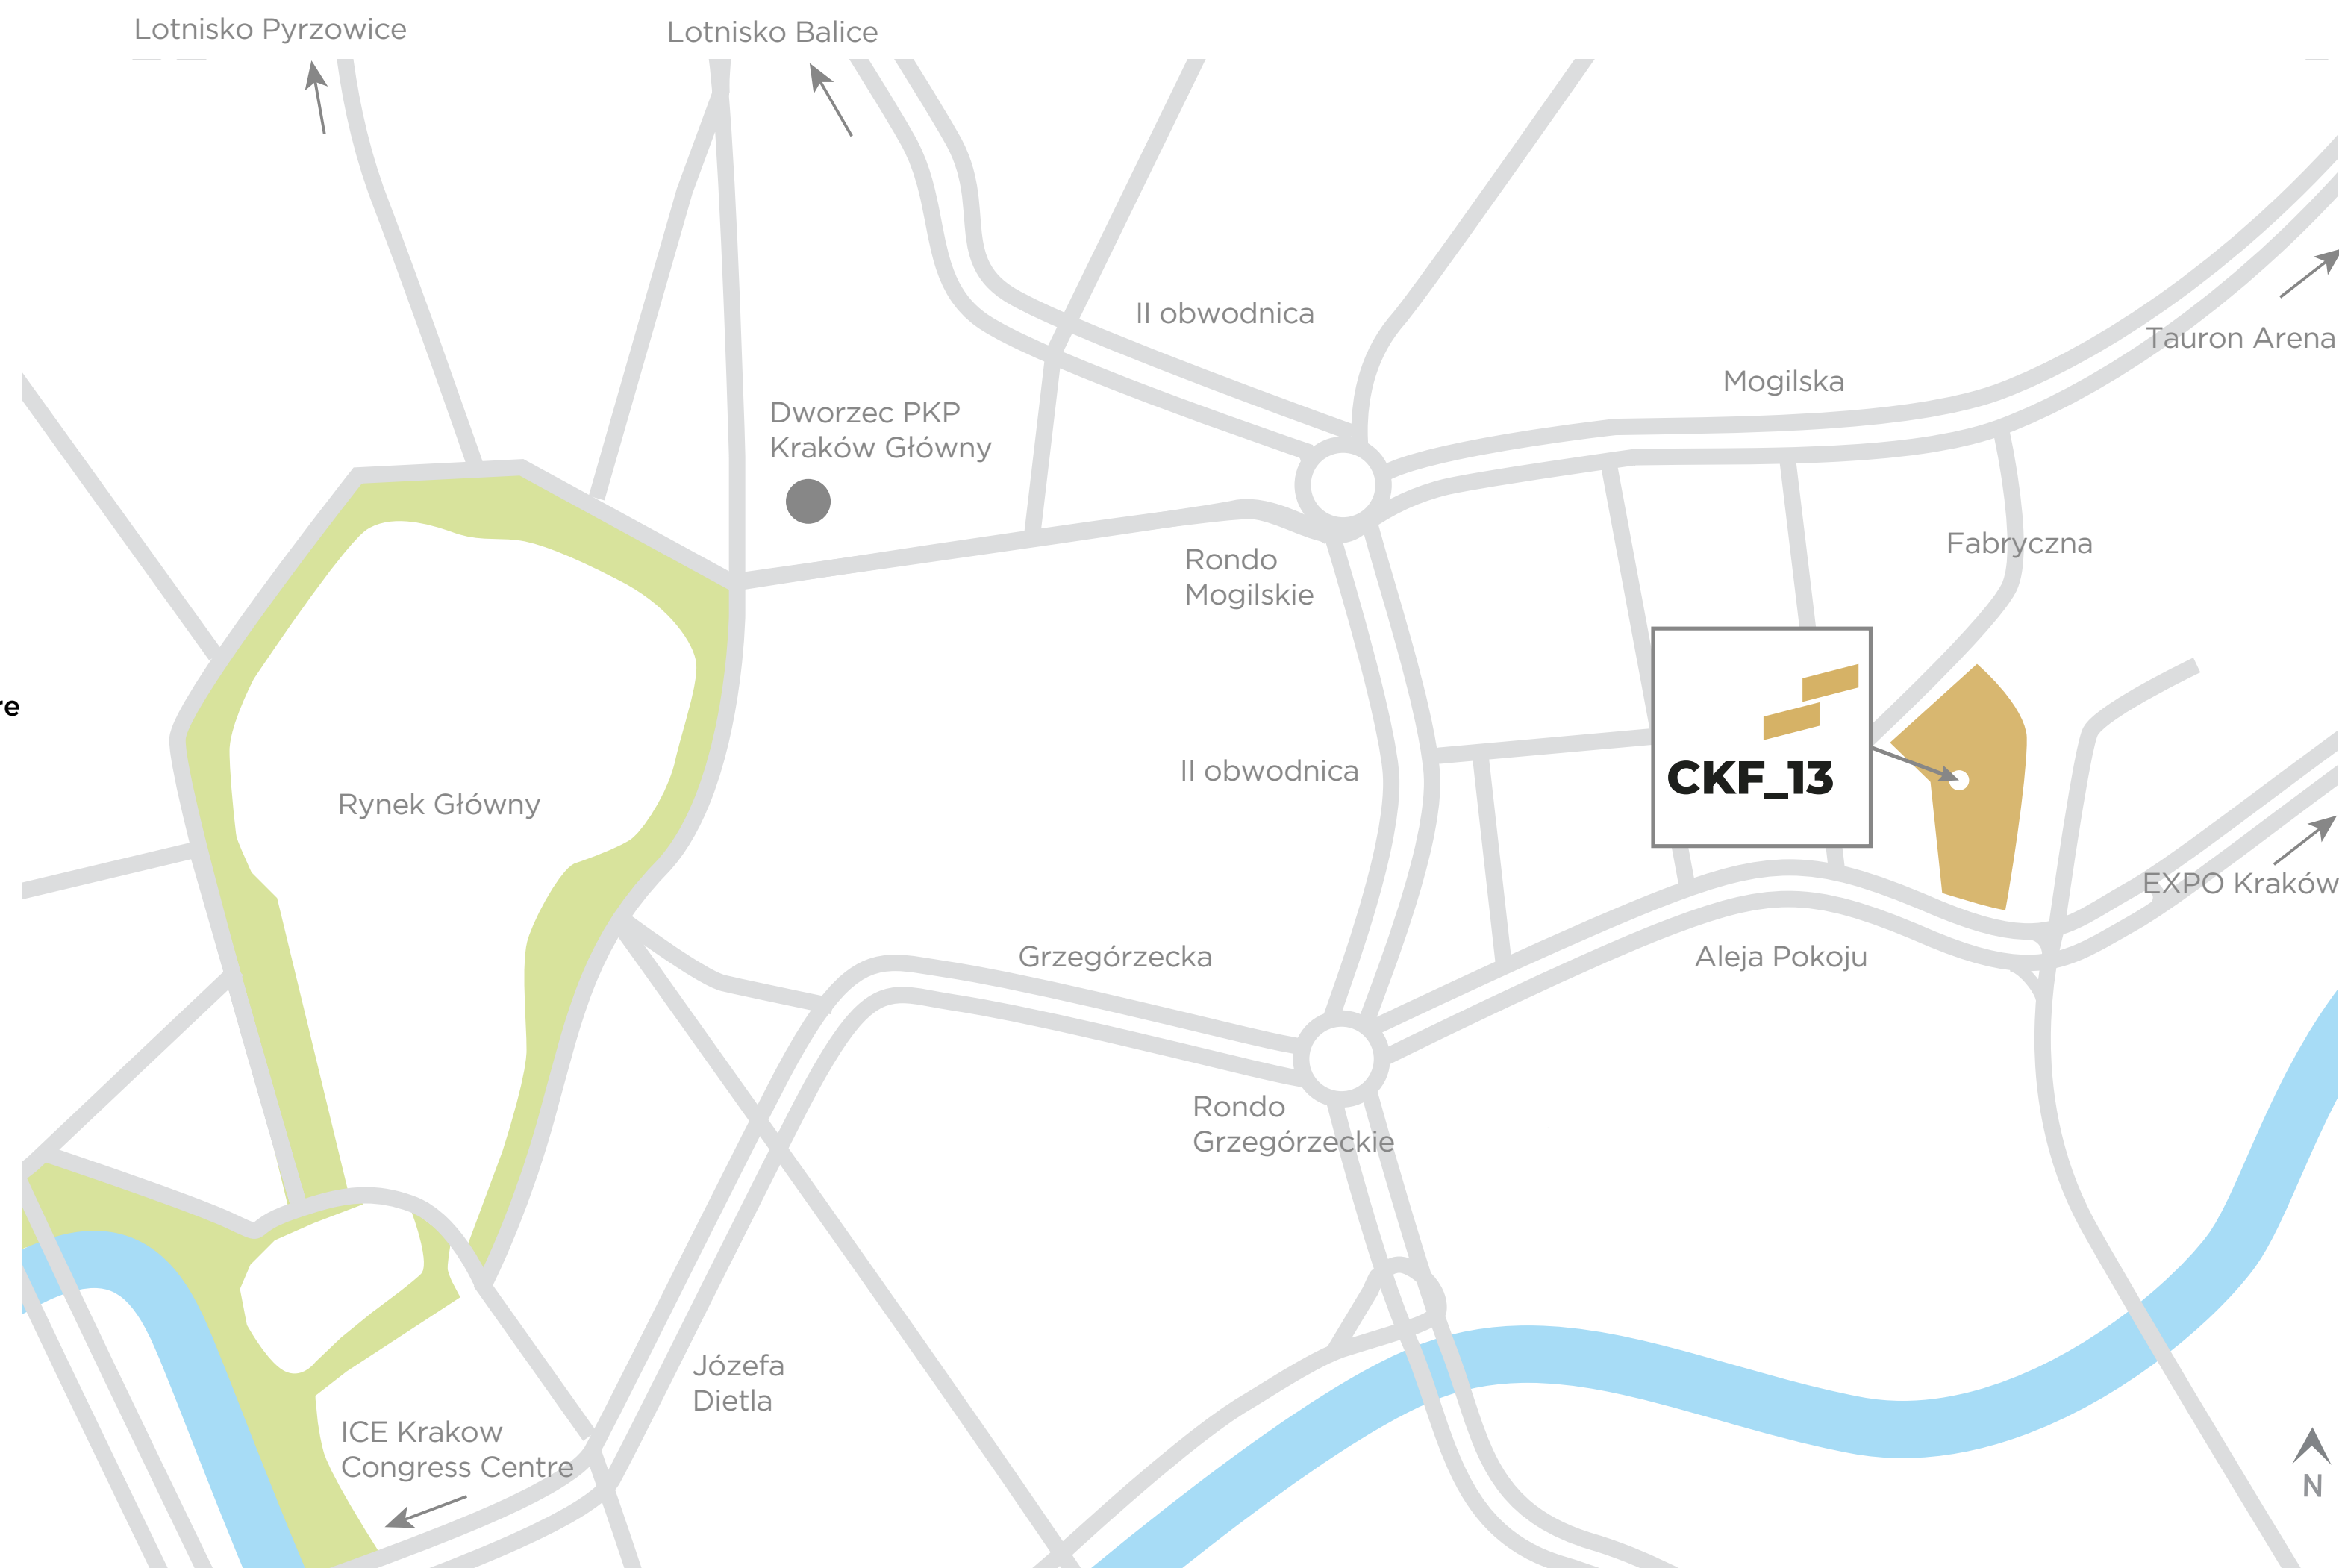 Lotnisko Pyrzowice
Lotnisko Balice
II obwodnica
Tauron Arena
Mogilska
Dworzec PKP
Kraków Główny
Fabryczna
Rondo
Mogilskie
re
II obwodnica
CKF_13
Rynek Główny
EXPO Kraków
Grzegórzecka
Aleja Pokoju
Rondo
Grzegórzeckie
Józefa
Dietla
ICE Krakow
Congress Centre
N